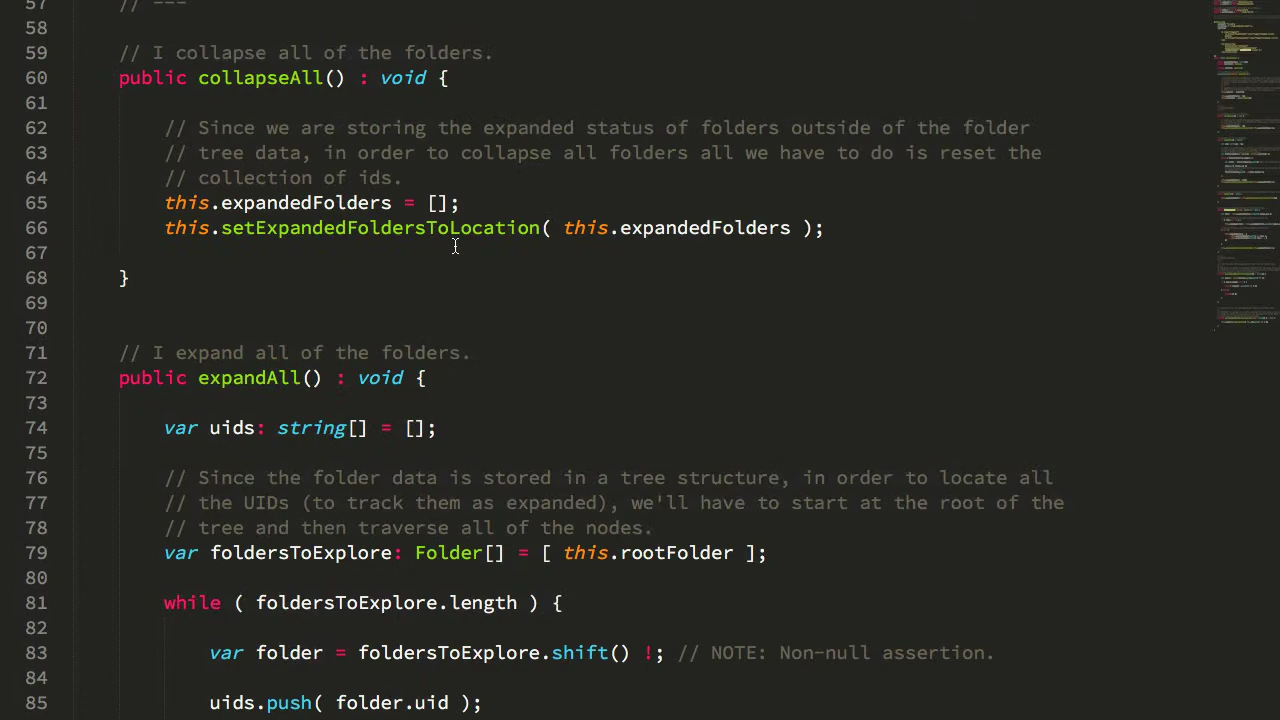 57 // ---
58
59 // I collapse all of the folders.
60 public collapseAll() : void {
61
62 // Since we are storing the expanded status of folders outside of the folder
63 // tree data, in order to collapse all folders all we have to do is reset the
64 // collection of ids.
65 this.expandedFolders = [];
66 this.setExpandedFoldersToLocation( this.expandedFolders );
67
68 }
69
70
71 // I expand all of the folders.
72 public expandAll() : void {
73
74 var uids: string[] = [];
75
76 // Since the folder data is stored in a tree structure, in order to locate all
77 // the UIDs (to track them as expanded), we'll have to start at the root of the
78 // tree and then traverse all of the nodes.
79 var foldersToExplore: Folder[] = [ this.rootFolder ];
80
81 while ( foldersToExplore.length ) {
82
83 var folder = foldersToExplore.shift() !; // NOTE: Non-null assertion.
84
85 uids.push( folder.uid );